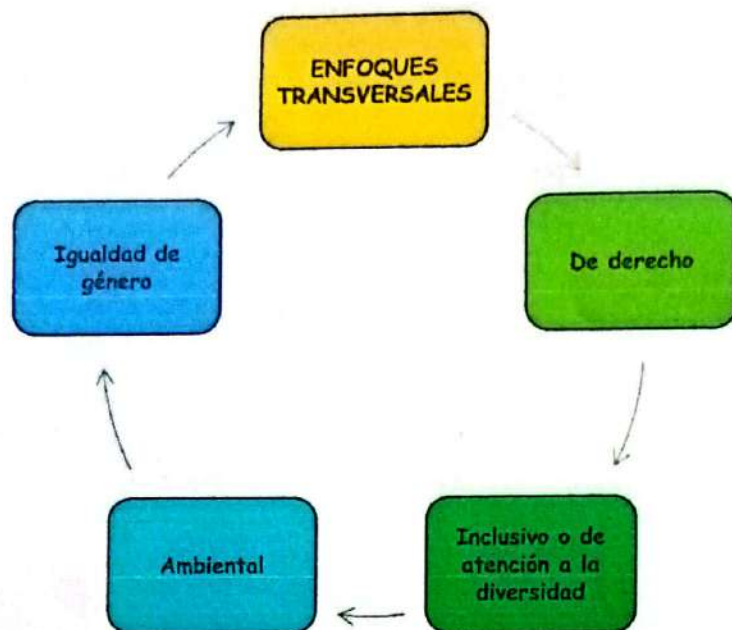 ENFOQUES
TRANSVERSALES
De derecho
Inclusivo o de
atención a la
diversidad
Ambiental
Igualdad de
género